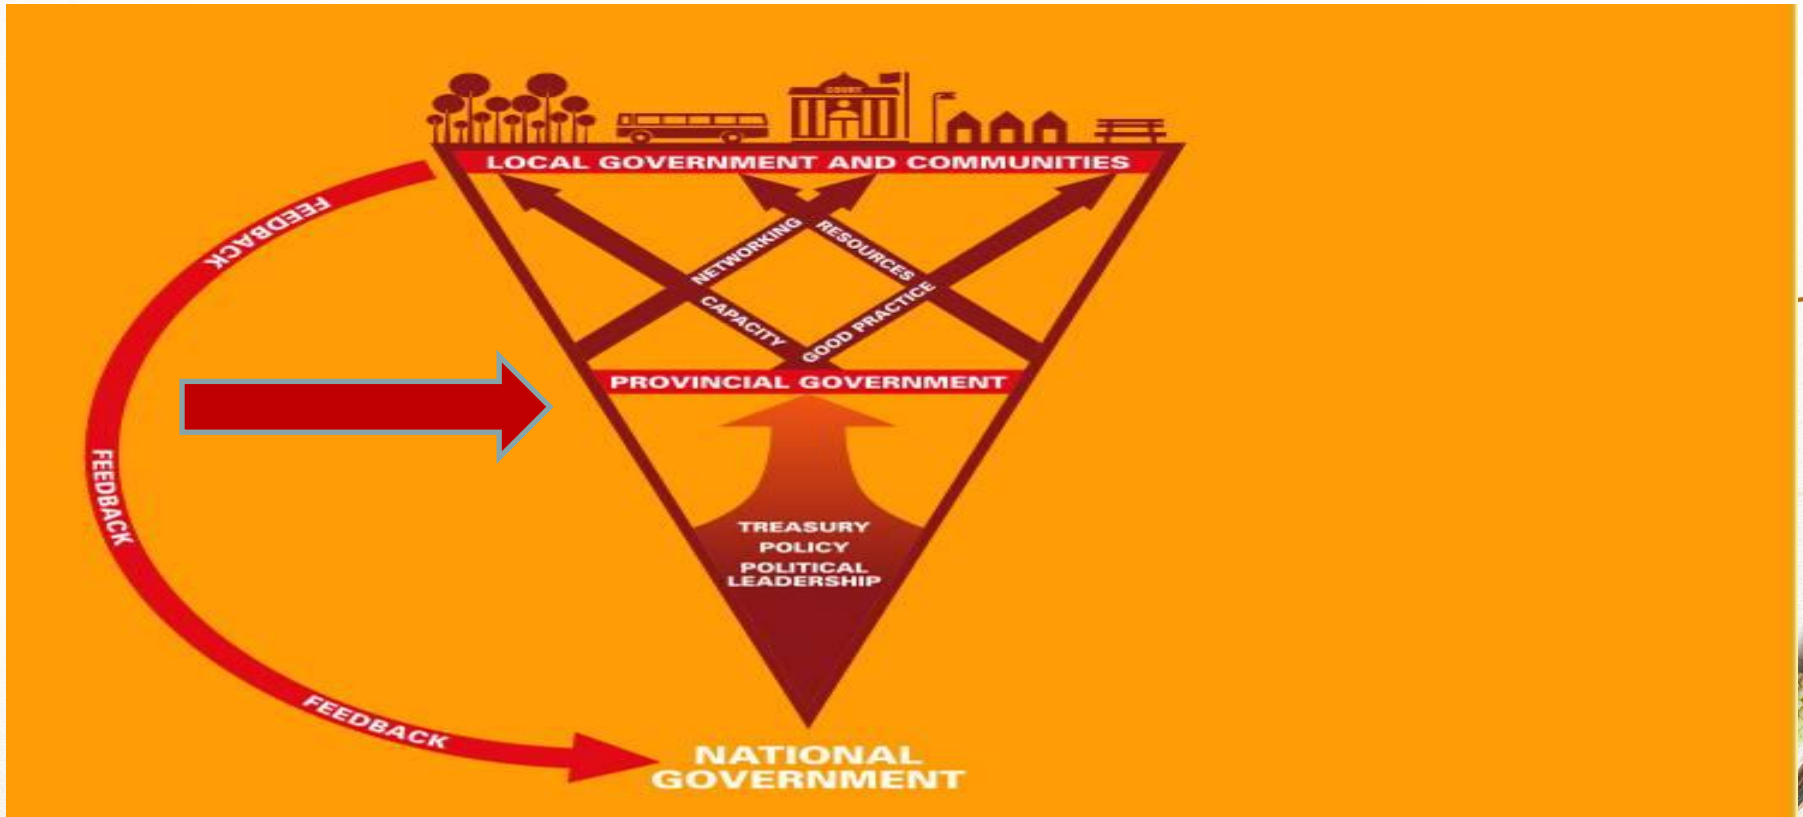 COURT
LOCAL GOVERNMENT AND COMMUNITIES
FEEDBACK
NETWORKING
RESOURCES
CAPACITY
GOOD PRACTICE
PROVINCIAL GOVERNMENT
FEEDBACK
TREASURY
POLICY
POLITICAL
LEADERSHIP
FEEDBACK
NATIONAL
GOVERNMENT